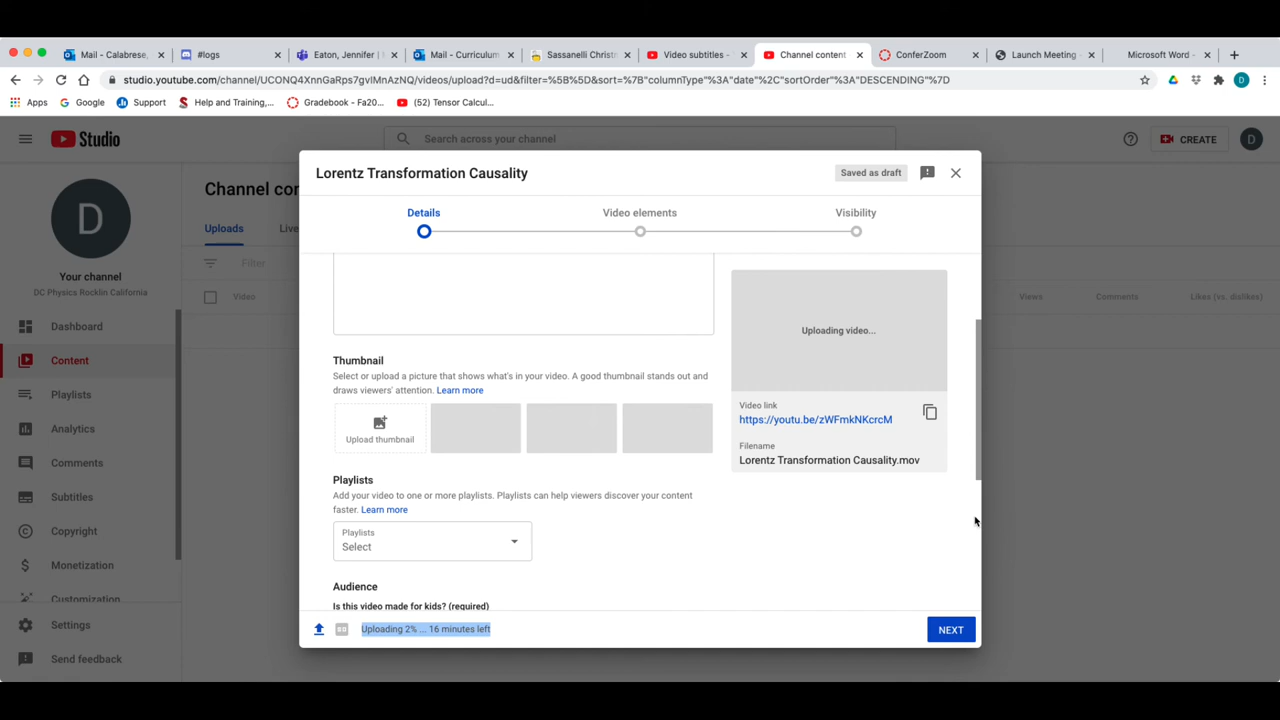 Mail - Calabrese,
#logs
Eaton, Jennifer | M
Mail - Curriculum
Sassanelli Christm
Video subtitles -
Channel content
ConferZoom
Launch Meeting -
Microsoft Word -
studio.youtube.com/channel/UCONQ4XnnGaRps7gvlMnAzNQ/videos/upload?d=ud&filter=%5B%5D&sort=%7B"columnType"%3A"date"%2C"sortOrder"%3A"DESCENDING"%7D
D
Apps
Google
Support
Help and Training,...
Gradebook - Fa20...
(52) Tensor Calcul...
Studio
Search across your channel
CREATE
D
D
Your channel
DC Physics Rocklin California
Dashboard
Content
Playlists
Analytics
Comments
Subtitles
Copyright
Monetization
Customization
Settings
Send feedback
Channel con
Uploads
Live
Filter
Video
Views
Comments
Likes (vs. dislikes)
Lorentz Transformation Causality
Saved as draft
Details
Video elements
Visibility
Thumbnail
Select or upload a picture that shows what's in your video. A good thumbnail stands out and
draws viewers' attention. Learn more
Upload thumbnail
Playlists
Add your video to one or more playlists. Playlists can help viewers discover your content
faster. Learn more
Playlists
Select
Audience
Is this video made for kids? (required)
Uploading video...
Video link
https://youtu.be/zWFmkNKcrcM
Filename
Lorentz Transformation Causality.mov
SD
Uploading 2% ... 16 minutes left
NEXT